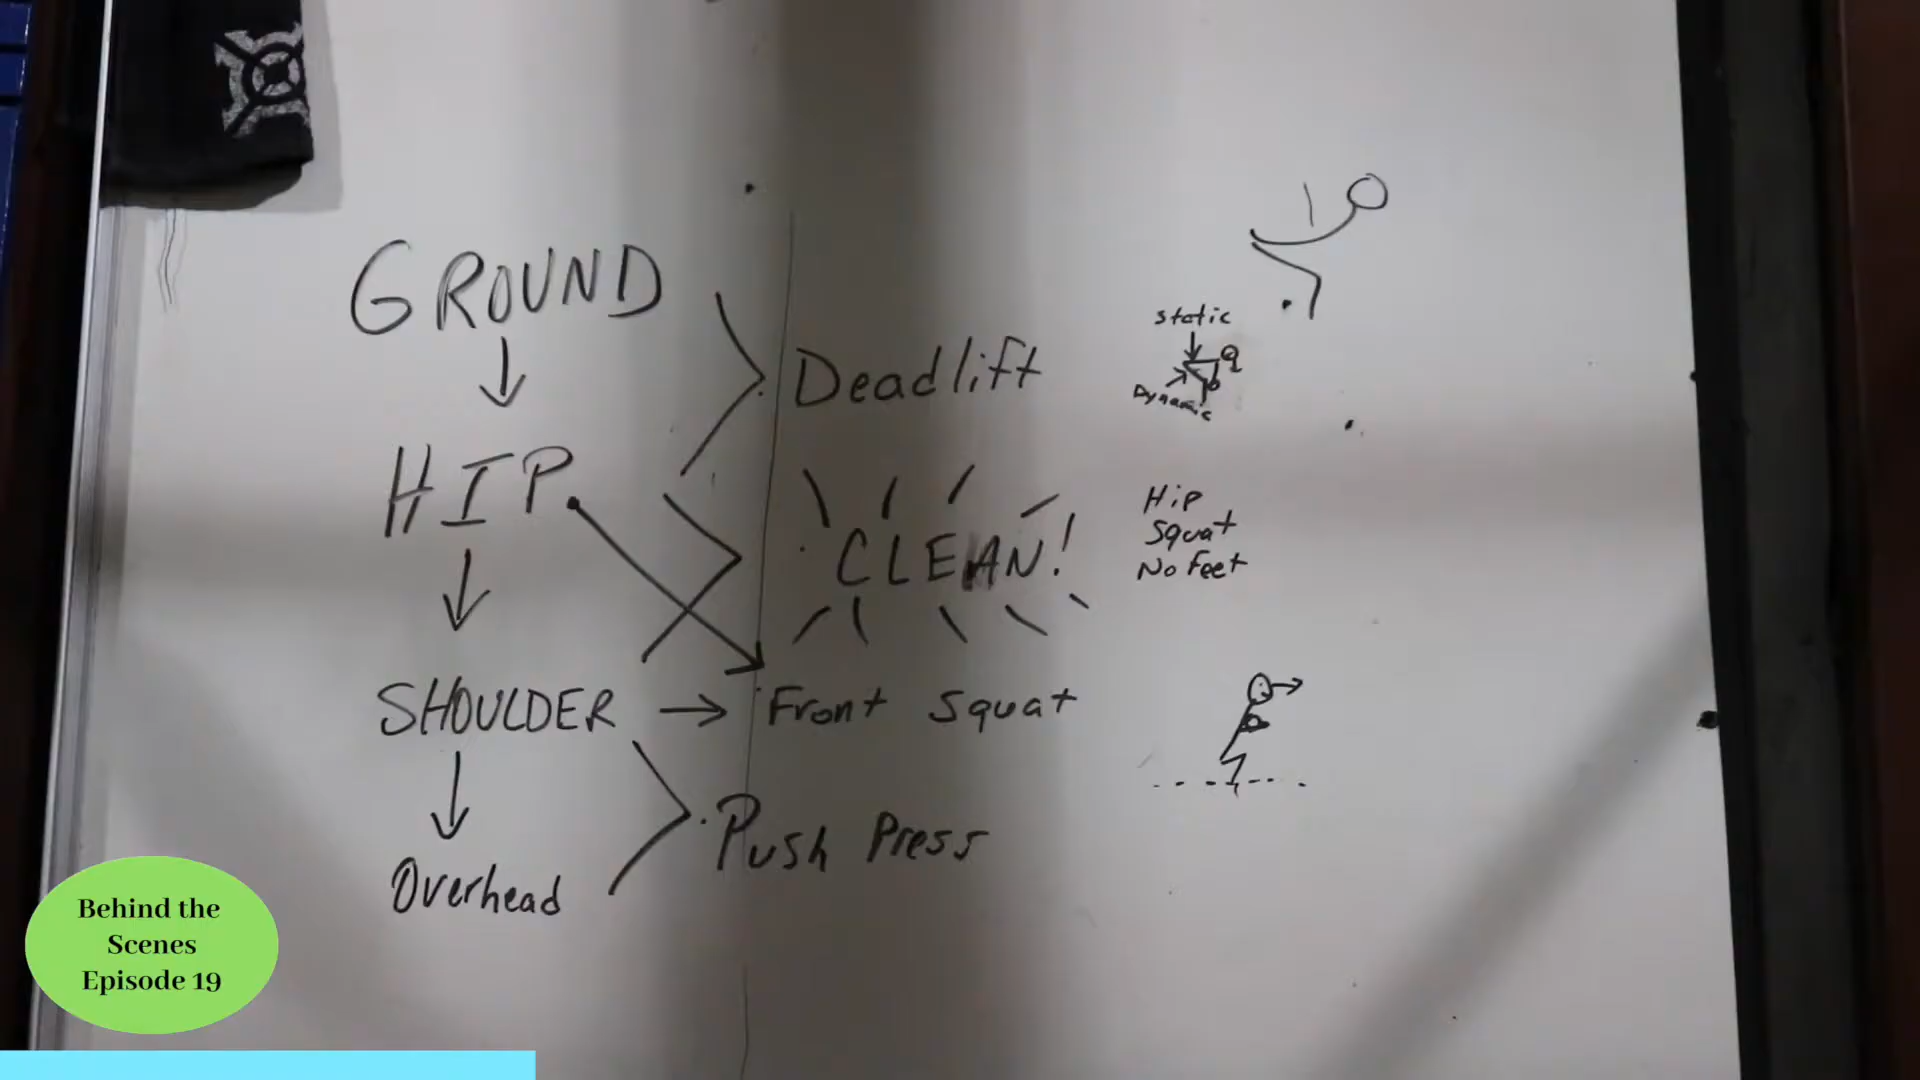 GROUND
Deadlift
static
Dynamic
HIP
CLEAN!
Hip
Squat
No Feet
SHOULDER
Front Squat
Push Press
Overhead
Behind the
Scenes
Episode 19